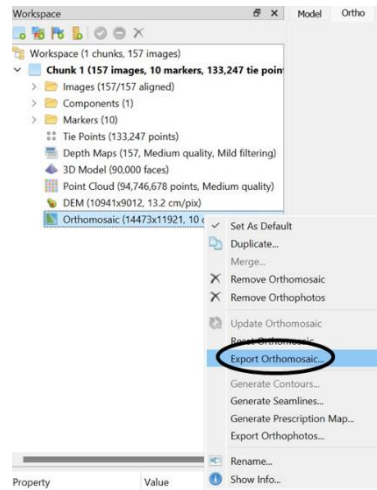 Workspace
Model Ortho
Workspace (1 chunks, 157 images)
Chunk 1 (157 images, 10 markers, 133,247 tie poin
Images (157/157 aligned)
Components (1)
Markers (10)
Tie Points (133,247 points)
Depth Maps (157, Medium quality, Mild filtering)
3D Model (90,000 faces)
Point Cloud (94,746,678 points, Medium quality)
DEM (10941x9012, 13.2 cm/pix)
Orthomosaic (14473x11921, 10 c
Set As Default
Duplicate...
Merge...
Remove Orthomosaic
Remove Orthophotos
Update Orthomosaic
Reset Orthomosaic
Export Orthomosaic...
Generate Contours...
Generate Seamlines...
Generate Prescription Map...
Export Orthophotos...
Rename...
Show Info...
Property Value